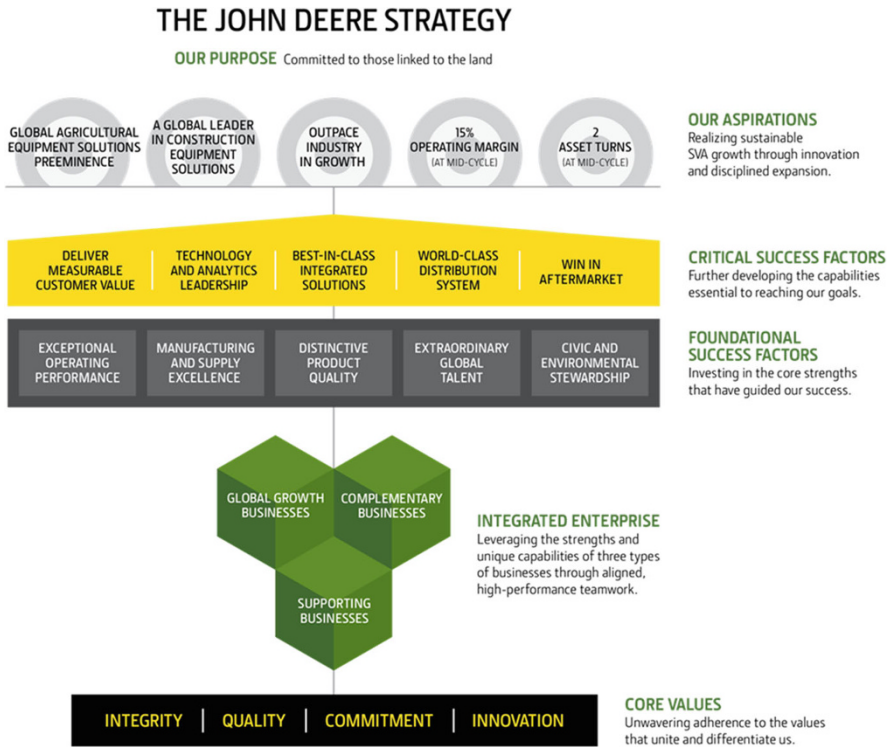 THE JOHN DEERE STRATEGY
OUR PURPOSE Committed to those linked to the land
GLOBAL AGRICULTURAL
EQUIPMENT SOLUTIONS
PREEMINENCE
A GLOBAL LEADER
IN CONSTRUCTION
EQUIPMENT
SOLUTIONS
OUTPACE
INDUSTRY
IN GROWTH
15%
OPERATING MARGIN
(AT MID-CYCLE)
2
ASSET TURNS
(AT MID-CYCLE)
OUR ASPIRATIONS
Realizing sustainable
SVA growth through innovation
and disciplined expansion.
DELIVER
MEASURABLE
CUSTOMER VALUE
TECHNOLOGY
AND ANALYTICS
LEADERSHIP
BEST-IN-CLASS
INTEGRATED
SOLUTIONS
WORLD-CLASS
DISTRIBUTION
SYSTEM
WIN IN
AFTERMARKET
CRITICAL SUCCESS FACTORS
Further developing the capabilities
essential to reaching our goals.
EXCEPTIONAL
OPERATING
PERFORMANCE
MANUFACTURING
AND SUPPLY
EXCELLENCE
DISTINCTIVE
PRODUCT
QUALITY
EXTRAORDINARY
GLOBAL
TALENT
CIVIC AND
ENVIRONMENTAL
STEWARDSHIP
FOUNDATIONAL
SUCCESS FACTORS
Investing in the core strengths
that have guided our success.
GLOBAL GROWTH
BUSINESSES
COMPLEMENTARY
BUSINESSES
SUPPORTING
BUSINESSES
INTEGRATED ENTERPRISE
Leveraging the strengths and
unique capabilities of three types
of businesses through aligned,
high-performance teamwork.
INTEGRITY | QUALITY | COMMITMENT | INNOVATION
CORE VALUES
Unwavering adherence to the values
that unite and differentiate us.